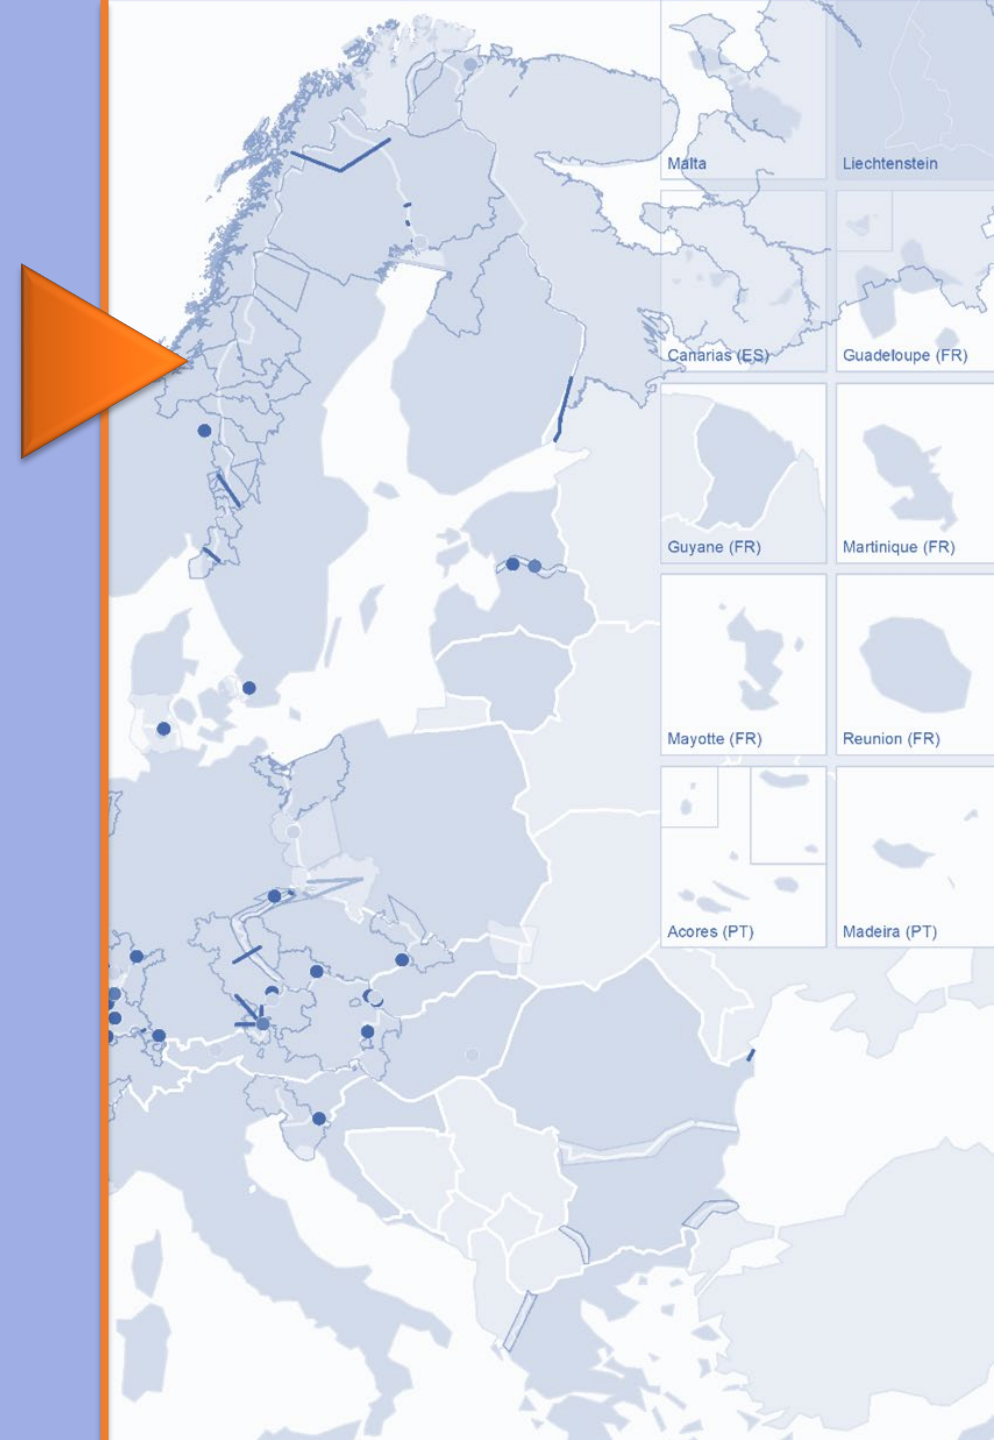 Malta
Liechtenstein
Canarias (ES)
Guadeloupe (FR)
Guyane (FR)
Martinique (FR)
Mayotte (FR)
Reunion (FR)
Acores (PT)
Madeira (PT)